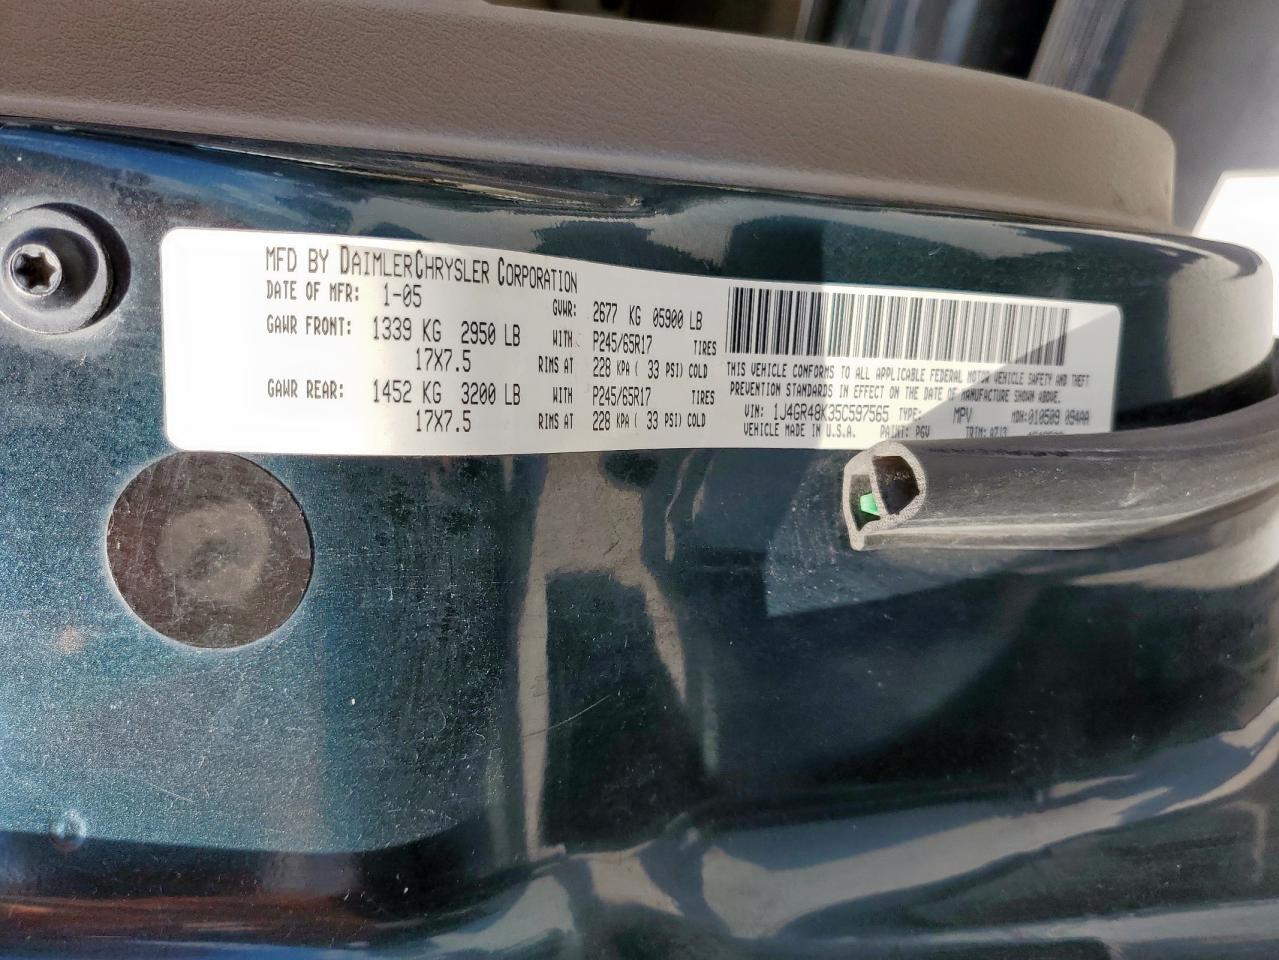 MFD BY DAIMLERCHRYSLER CORPORATION
DATE OF MFR: 1-05 GVWR: 2677 KG 05900 LB
GAWR FRONT: 1339 KG 2950 LB WITH P245/65R17 TIRES
17X7.5 RIMS AT 228 KPA ( 33 PSI) COLD
GAWR REAR: 1452 KG 3200 LB WITH P245/65R17 TIRES
17X7.5 RIMS AT 228 KPA ( 33 PSI) COLD
THIS VEHICLE CONFORMS TO ALL APPLICABLE FEDERAL MOTOR VEHICLE SAFETY AND THEFT
PREVENTION STANDARDS IN EFFECT ON THE DATE OF MANUFACTURE SHOWN ABOVE.
VIN: 1J4GR48K35C597565 TYPE: MPV MDH: 010509 094AA
VEHICLE MADE IN U.S.A. PAINT: PGV TRIM: